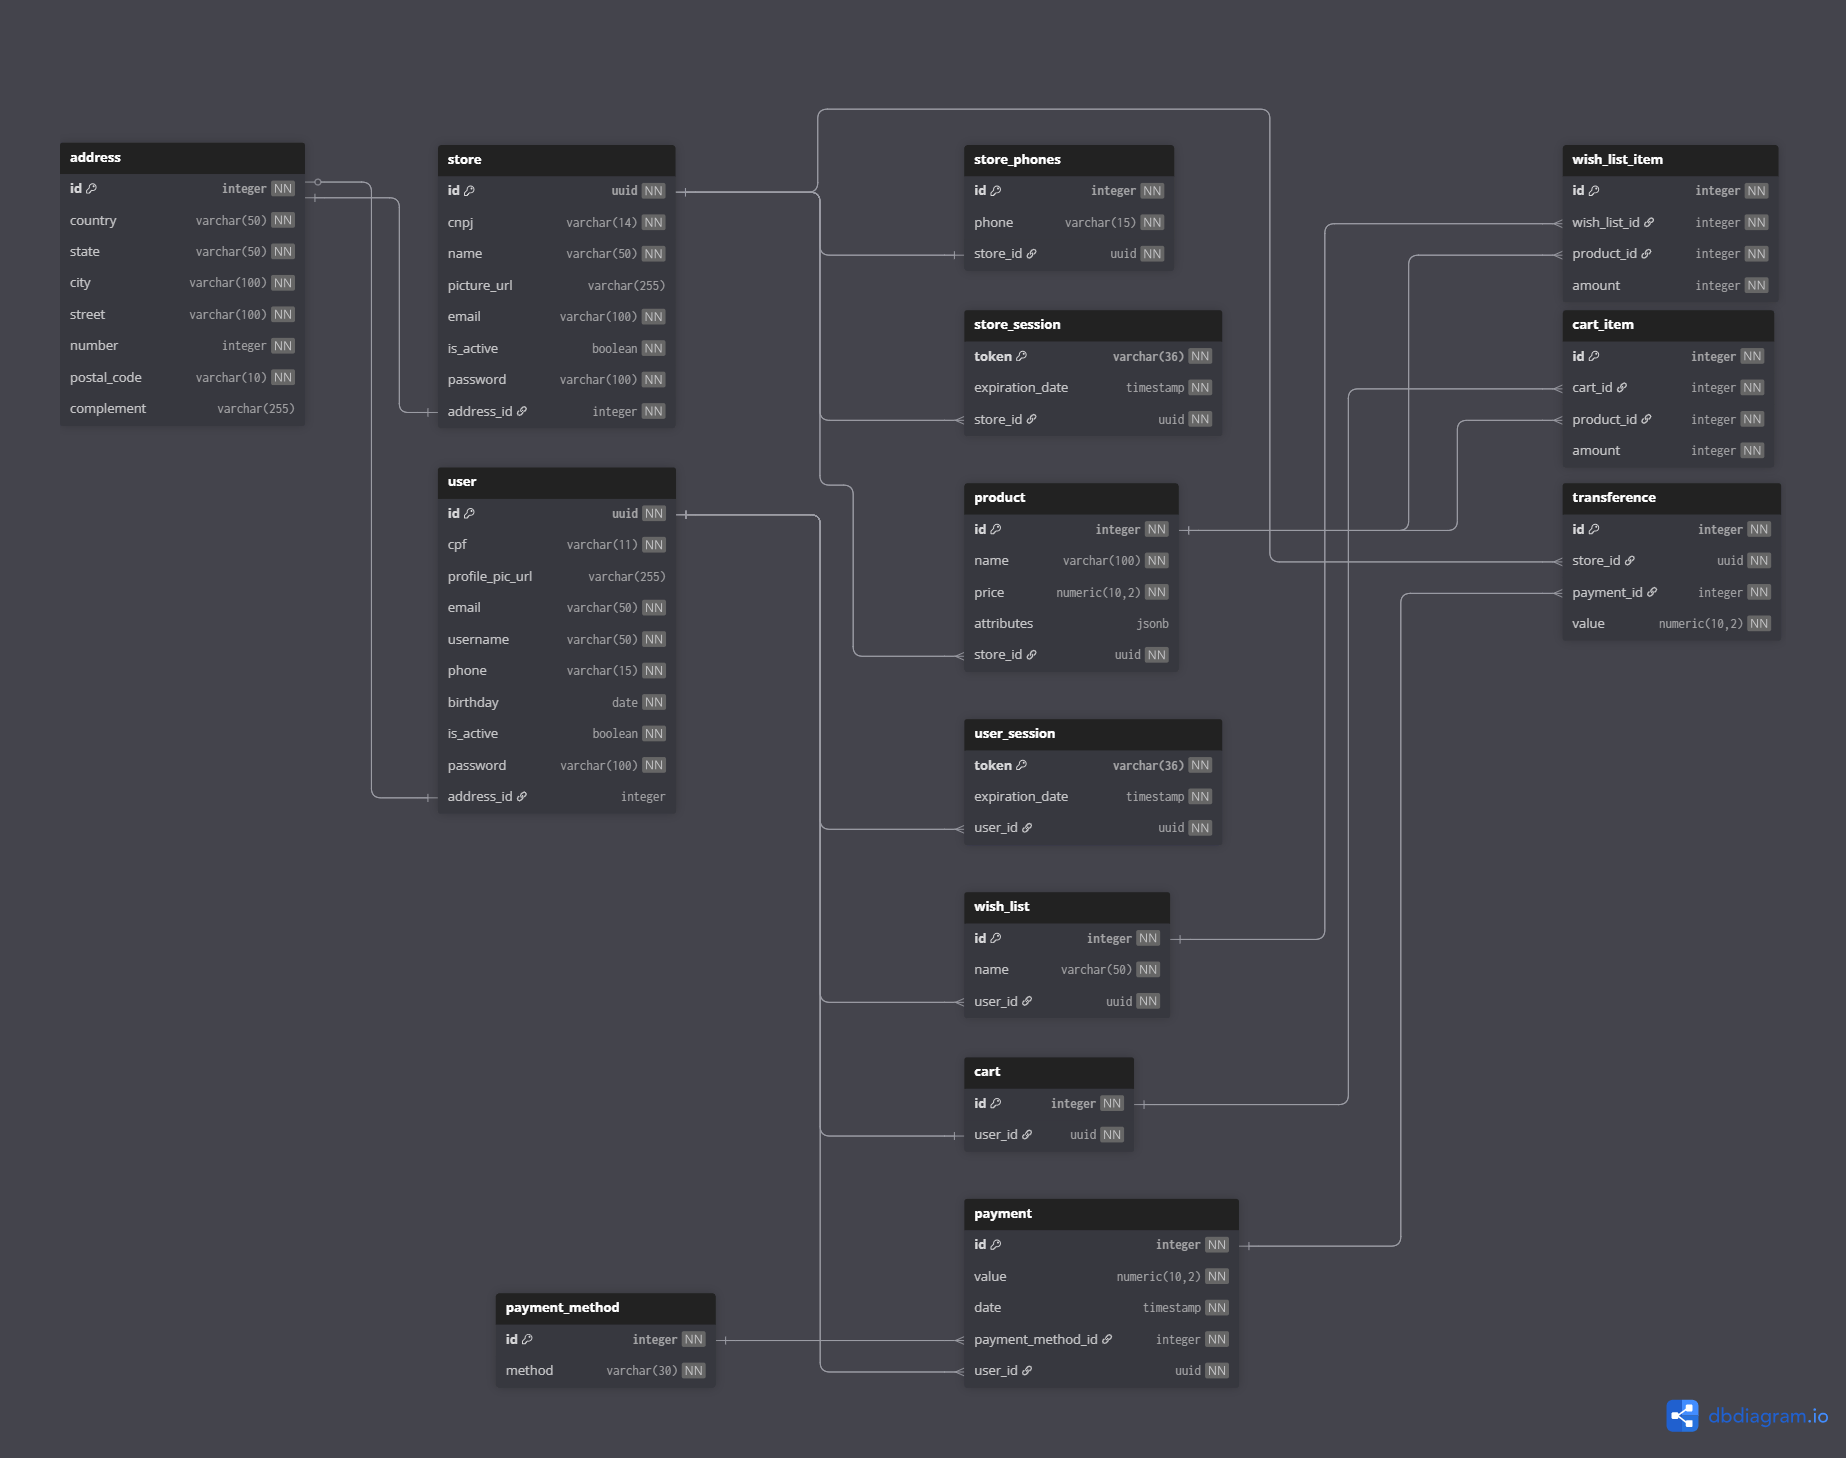 address
id integer NN
country varchar(50) NN
state varchar(50) NN
city varchar(100) NN
street varchar(100) NN
number integer NN
postal_code varchar(10) NN
complement varchar(255)
store
id uuid NN
cnpj varchar(14) NN
name varchar(50) NN
picture_url varchar(255)
email varchar(100) NN
is_active boolean NN
password varchar(100) NN
address_id integer NN
user
id uuid NN
cpf varchar(11) NN
profile_pic_url varchar(255)
email varchar(50) NN
username varchar(50) NN
phone varchar(15) NN
birthday date NN
is_active boolean NN
password varchar(100) NN
address_id integer
payment_method
id integer NN
method varchar(30) NN
store_phones
id integer NN
phone varchar(15) NN
store_id uuid NN
store_session
token varchar(36) NN
expiration_date timestamp NN
store_id uuid NN
product
id integer NN
name varchar(100) NN
price numeric(10,2) NN
attributes jsonb
store_id uuid NN
user_session
token varchar(36) NN
expiration_date timestamp NN
user_id uuid NN
wish_list
id integer NN
name varchar(50) NN
user_id uuid NN
cart
id integer NN
user_id uuid NN
payment
id integer NN
value numeric(10,2) NN
date timestamp NN
payment_method_id integer NN
user_id uuid NN
wish_list_item
id integer NN
wish_list_id integer NN
product_id integer NN
amount integer NN
cart_item
id integer NN
cart_id integer NN
product_id integer NN
amount integer NN
transference
id integer NN
store_id uuid NN
payment_id integer NN
value numeric(10,2) NN
dbdiagram.io